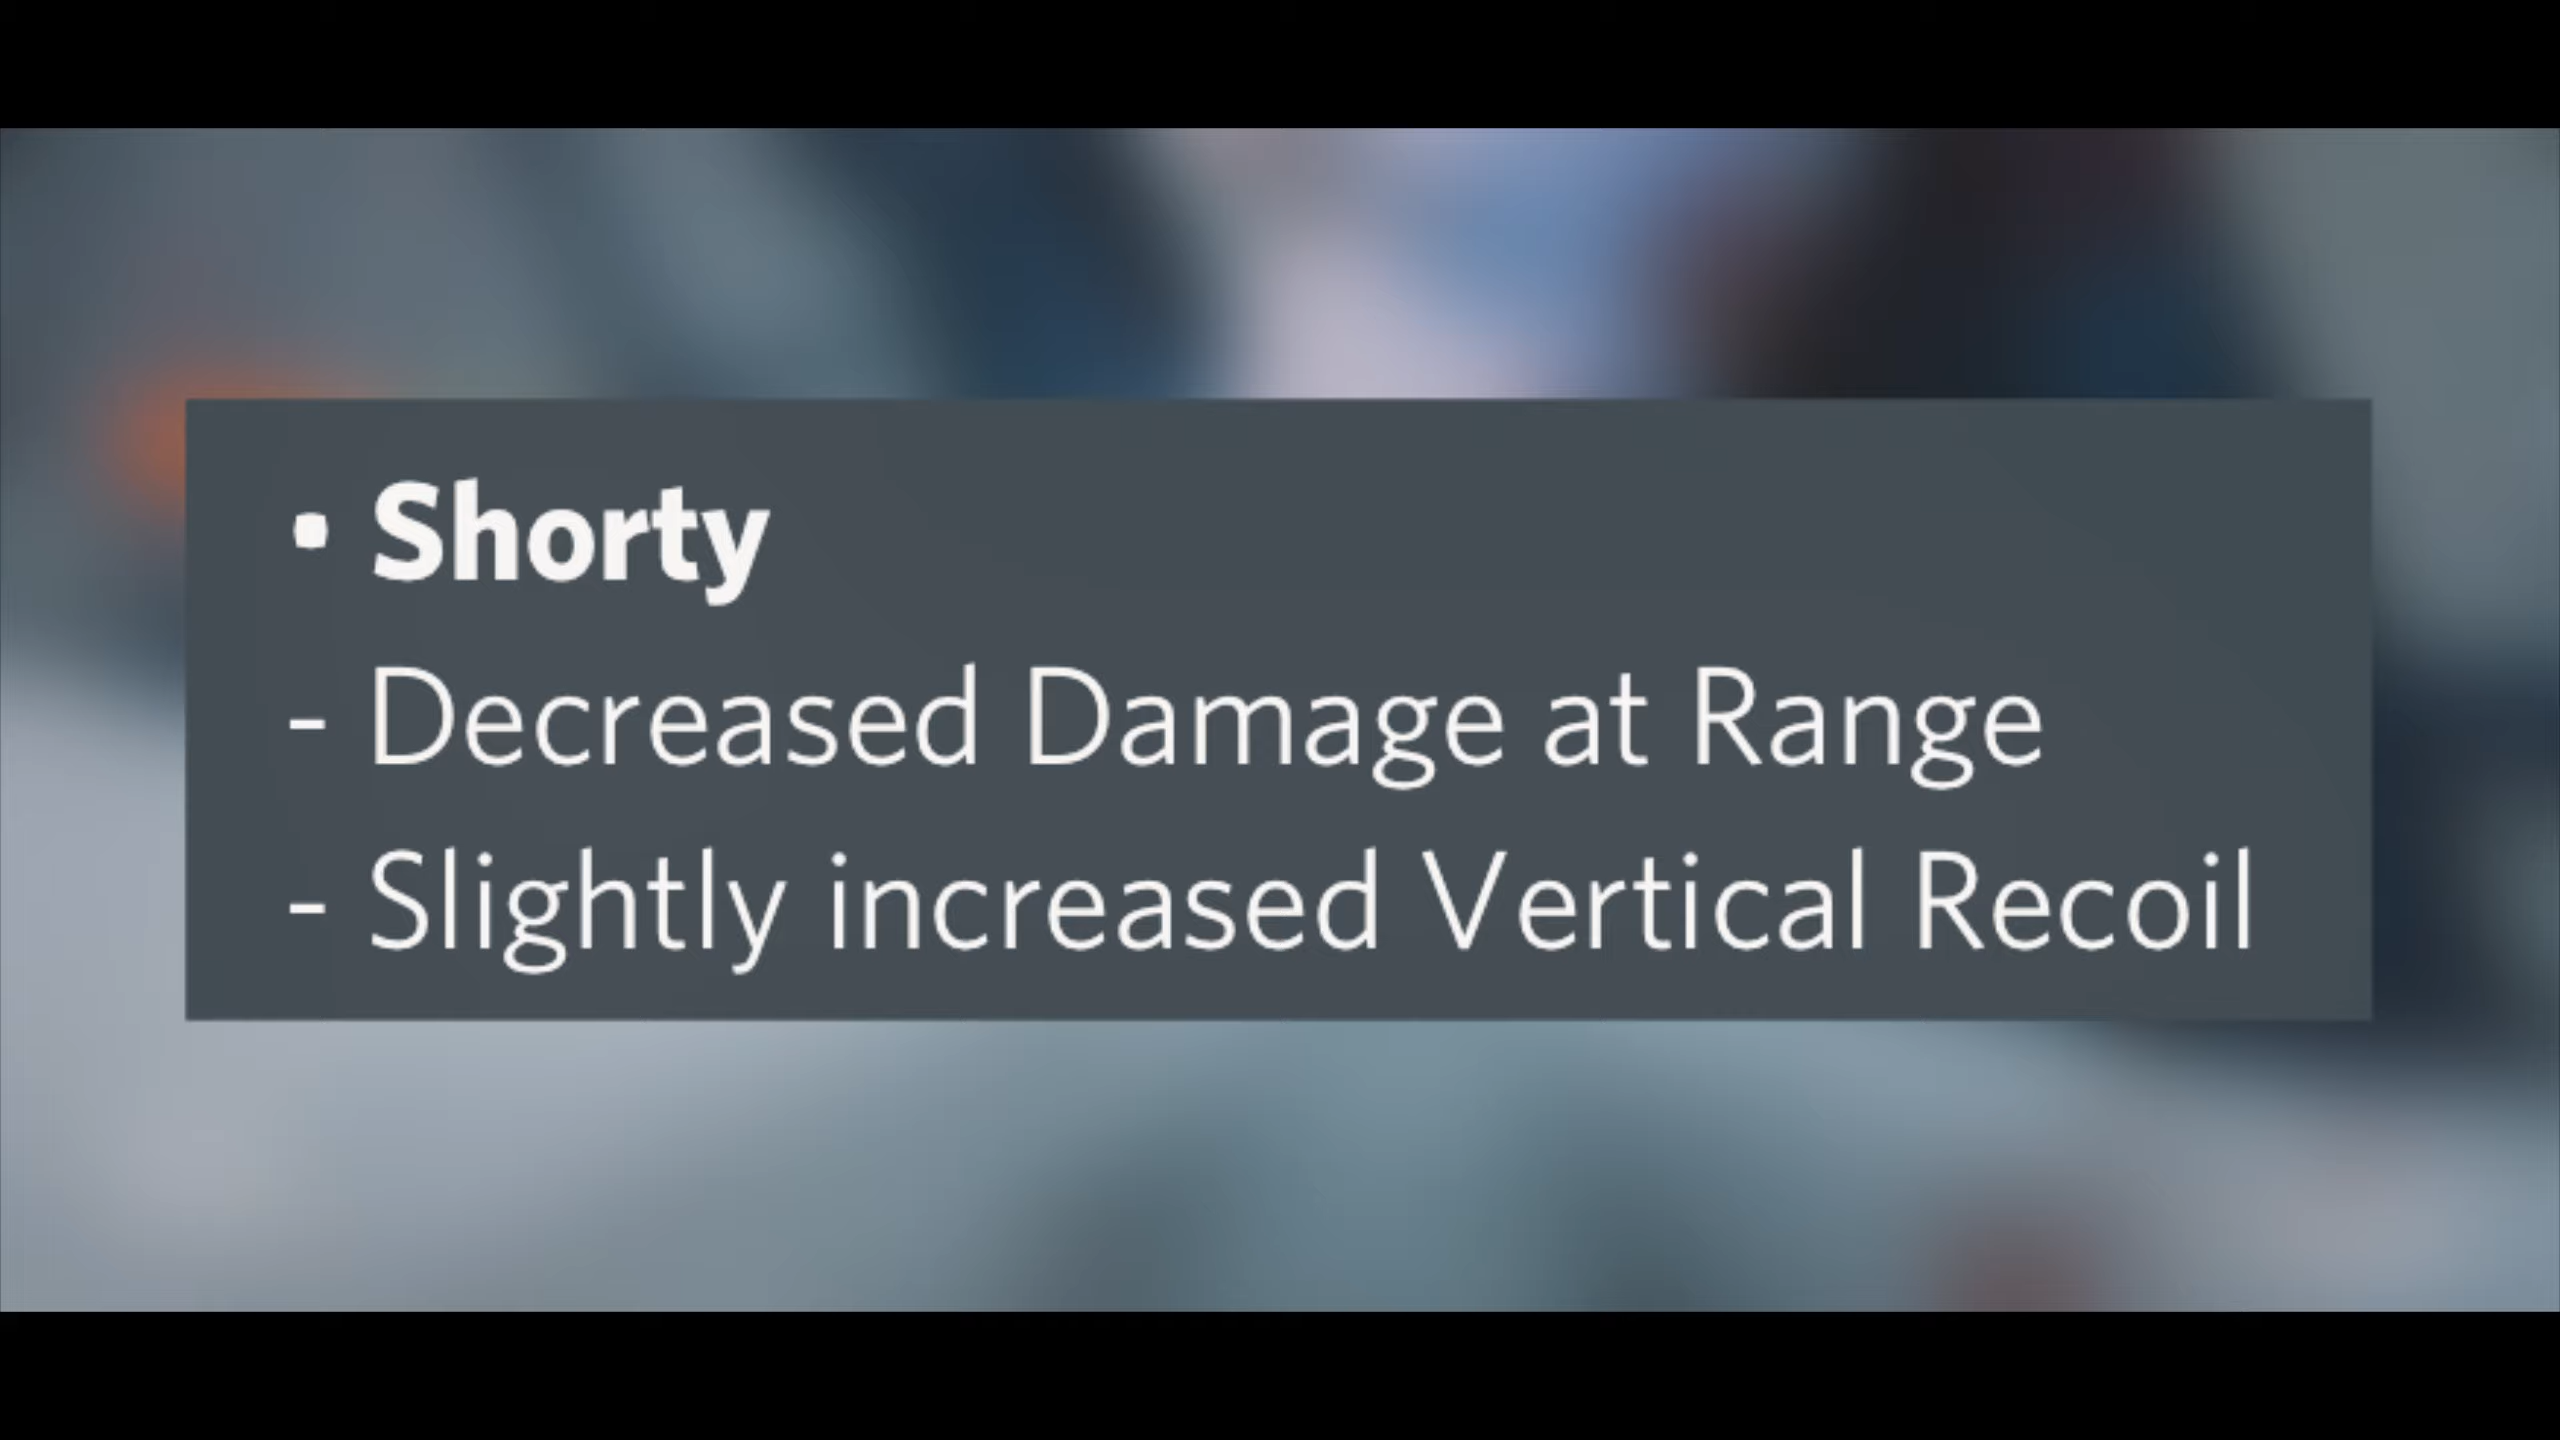 • Shorty
- Decreased Damage at Range
- Slightly increased Vertical Recoil